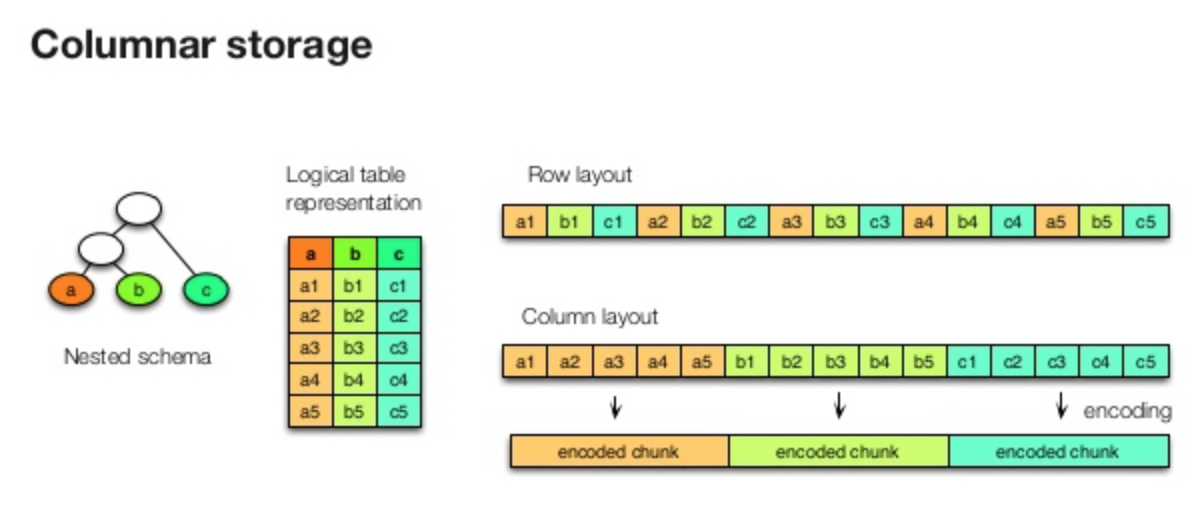 Columnar storage
a b c
Nested schema
Logical table
representation
a b c
a1 b1 c1
a2 b2 c2
a3 b3 c3
a4 b4 c4
a5 b5 c5
Row layout
a1 b1 c1 a2 b2 c2 a3 b3 c3 a4 b4 c4 a5 b5 c5
Column layout
a1 a2 a3 a4 a5 b1 b2 b3 b4 b5 c1 c2 c3 c4 c5
encoding
encoded chunk encoded chunk encoded chunk